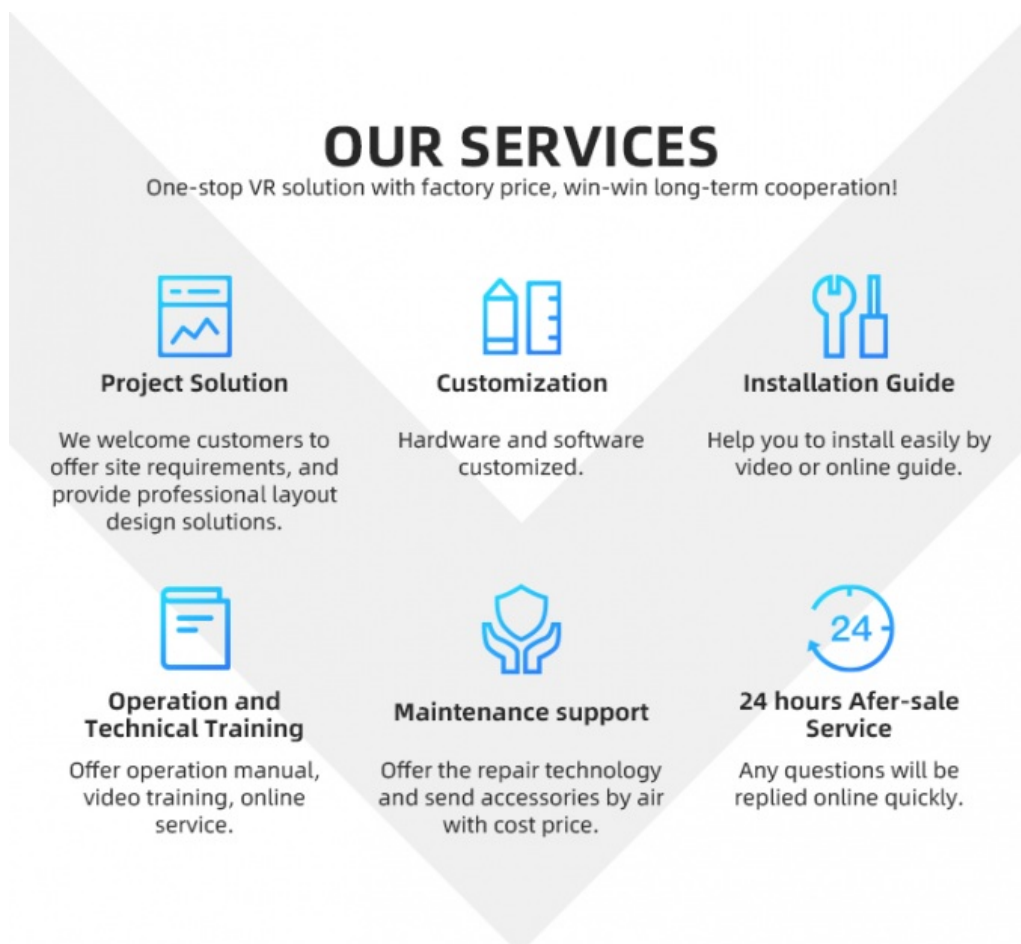 OUR SERVICES
One-stop VR solution with factory price, win-win long-term cooperation!
Project Solution
We welcome customers to
offer site requirements, and
provide professional layout
design solutions.
Customization
Hardware and software
customized.
Installation Guide
Help you to install easily by
video or online guide.
Operation and
Technical Training
Offer operation manual,
video training, online
service.
Maintenance support
Offer the repair technology
and send accessories by air
with cost price.
24
24 hours Afer-sale
Service
Any questions will be
replied online quickly.